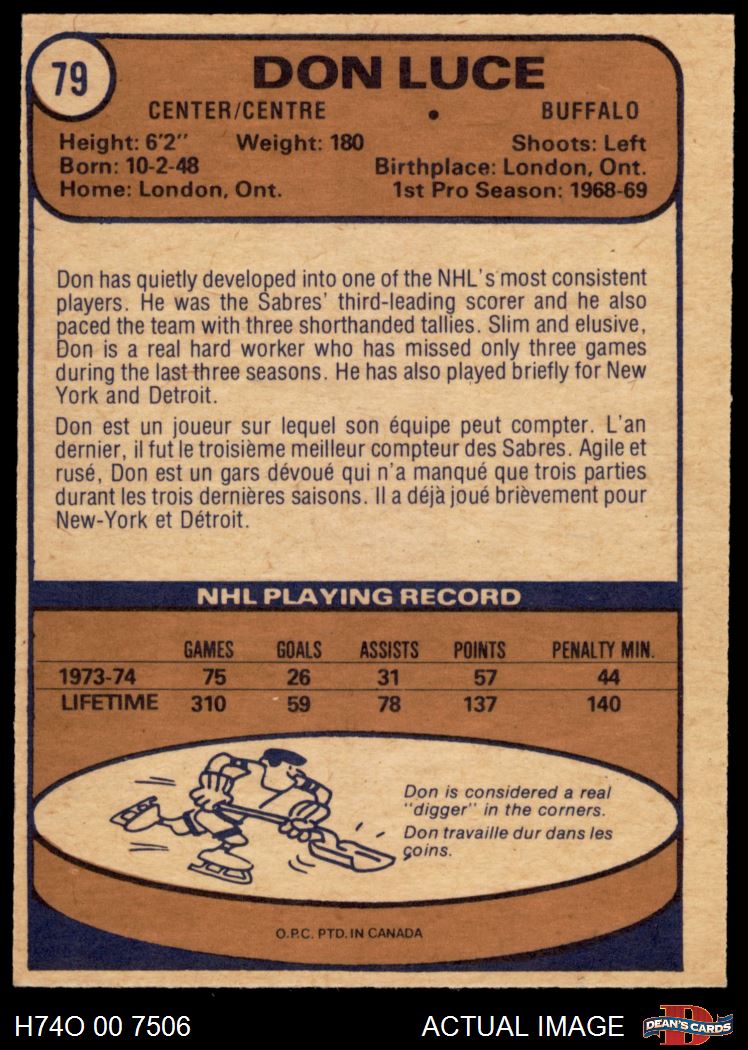 79
DON LUCE
CENTER/CENTRE • BUFFALO
Height: 6'2" Weight: 180 Shoots: Left
Born: 10-2-48 Birthplace: London, Ont.
Home: London, Ont. 1st Pro Season: 1968-69
Don has quietly developed into one of the NHL's most consistent
players. He was the Sabres' third-leading scorer and he also
paced the team with three shorthanded tallies. Slim and elusive,
Don is a real hard worker who has missed only three games
during the last three seasons. He has also played briefly for New
York and Detroit.
Don est un joueur sur lequel son équipe peut compter. L'an
dernier, il fut le troisième meilleur compteur des Sabres. Agile et
rusé, Don est un gars dévoué qui n'a manqué que trois parties
durant les trois dernières saisons. Il a déjà joué brièvement pour
New-York et Détroit.
NHL PLAYING RECORD
GAMES GOALS ASSISTS POINTS PENALTY MIN.
1973-74 75 26 31 57 44
LIFETIME 310 59 78 137 140
Don is considered a real
"digger" in the corners.
Don travaille dur dans les
coins.
O.P.C. PTD. IN CANADA
H74O 00 7506 ACTUAL IMAGE D DEAN'S CARDS